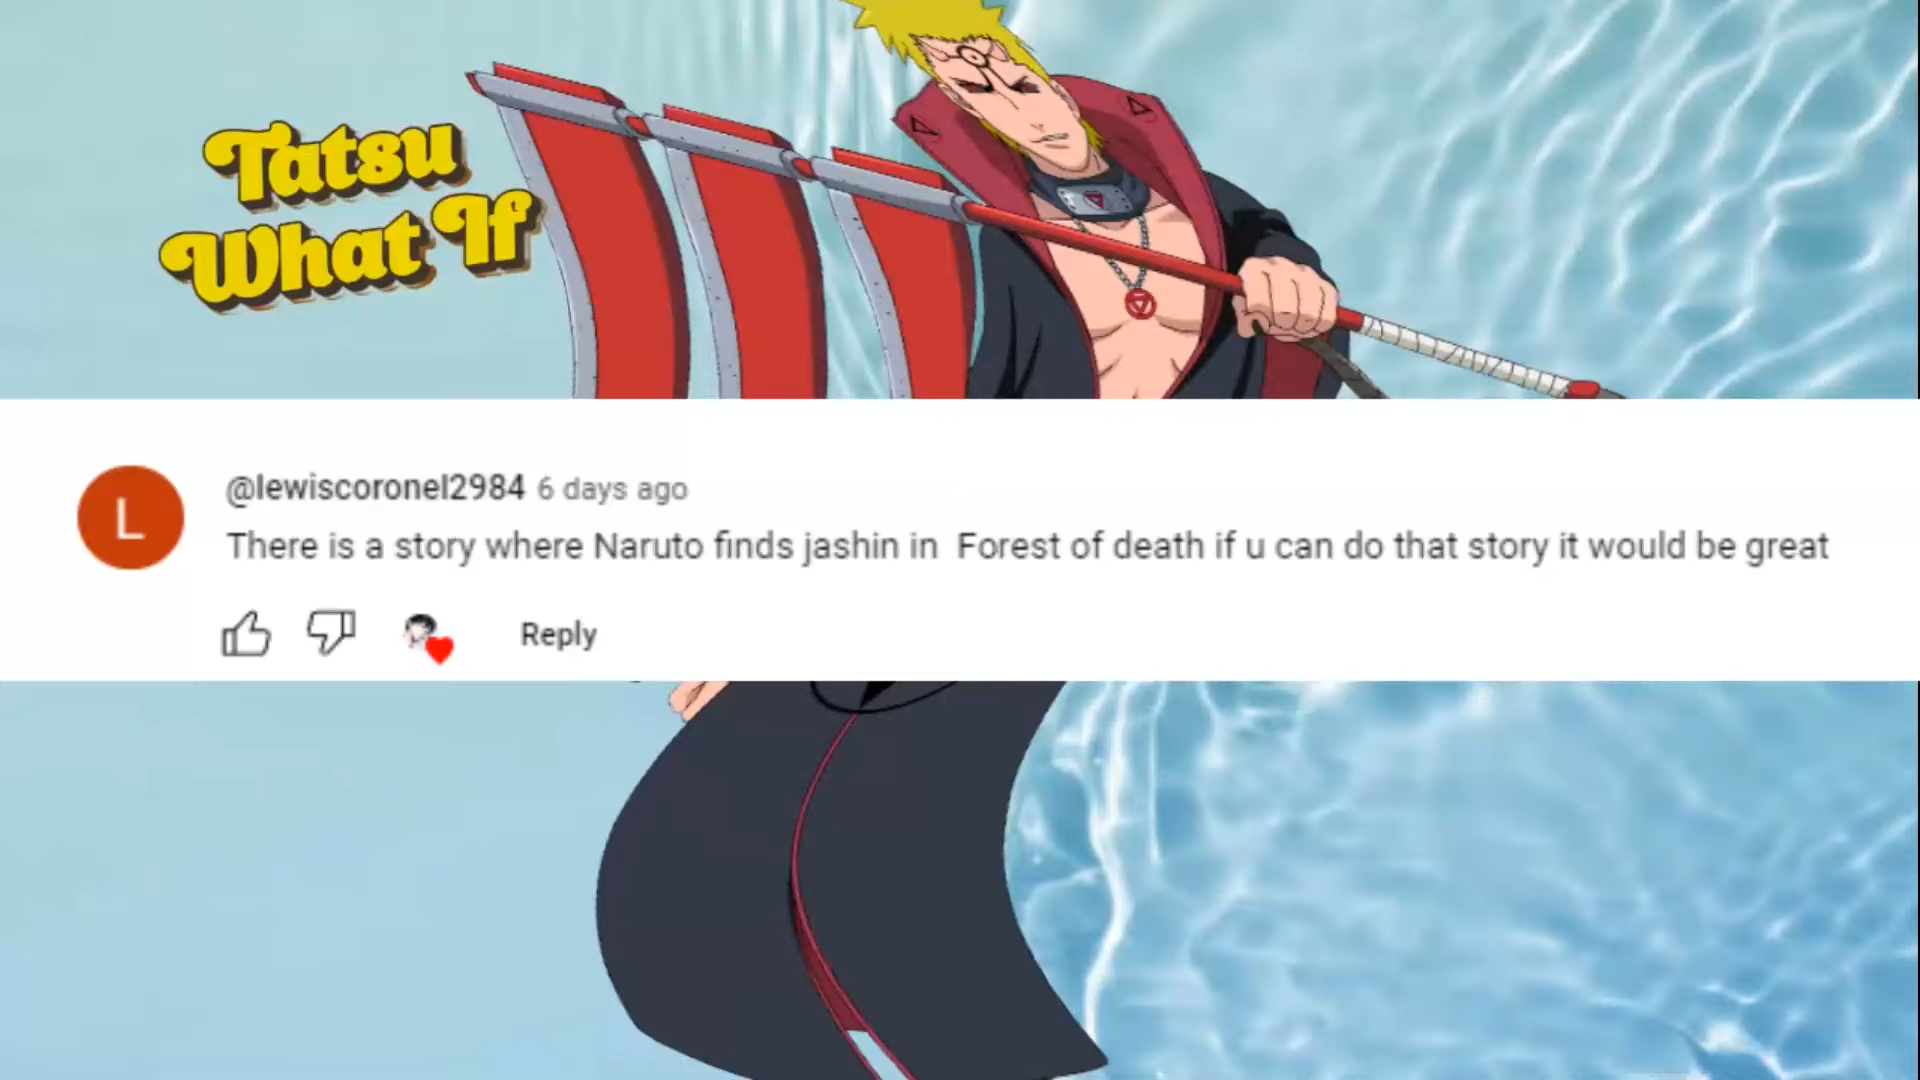 Tatsu
What If
L
@lewiscoronel2984 6 days ago
There is a story where Naruto finds jashin in  Forest of death if u can do that story it would be great
Reply